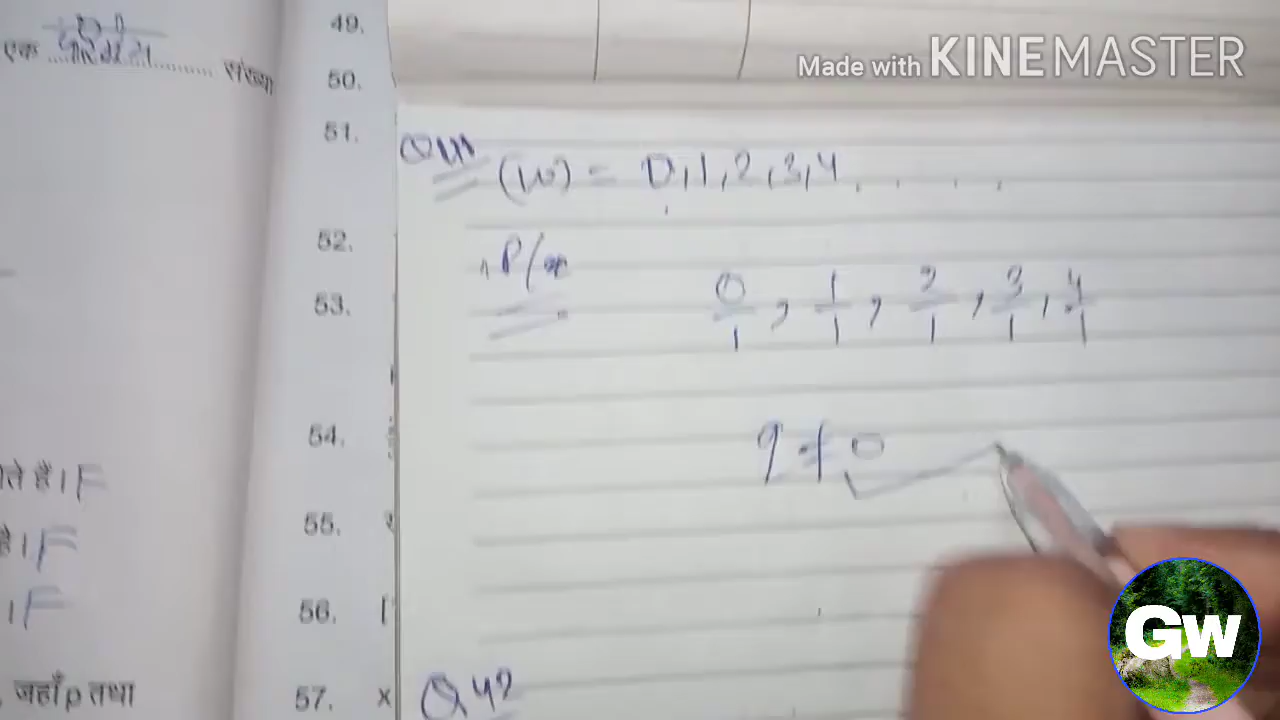 Made with KINEMASTER
एक ............ संख्या
49.
50.
51.
52.
53.
54.
55.
56.
57.
ते हैं। F
है। F
। F
जहाँ p तथा
Q41 (W) = 0, 1, 2, 3, 4 . . . .
0/1, 1/1, 2/1, 3/1, 4/1
q ≠ 0
Q42
GW